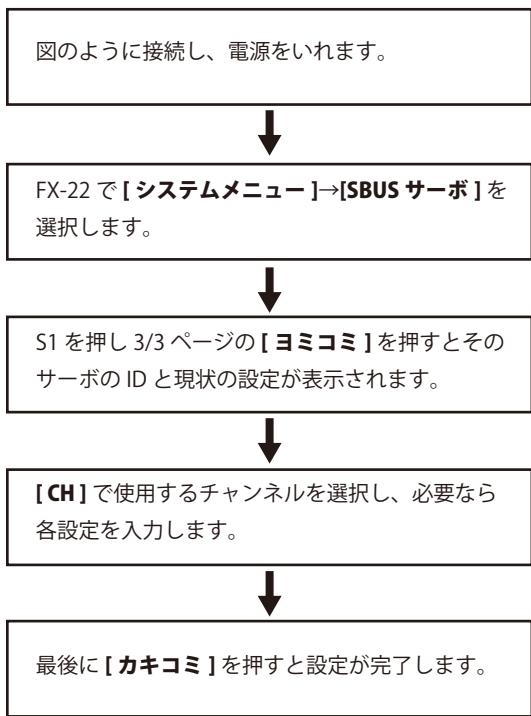 図のように接続し、電源をいれます。
FX-22 で [ システムメニュー ]→[SBUS サーボ ] を
選択します。
S1 を押し 3/3 ページの [ ヨミコミ ] を押すとその
サーボの ID と現状の設定が表示されます。
[ CH ] で使用するチャンネルを選択し、必要なら
各設定を入力します。
最後に [ カキコミ ] を押すと設定が完了します。